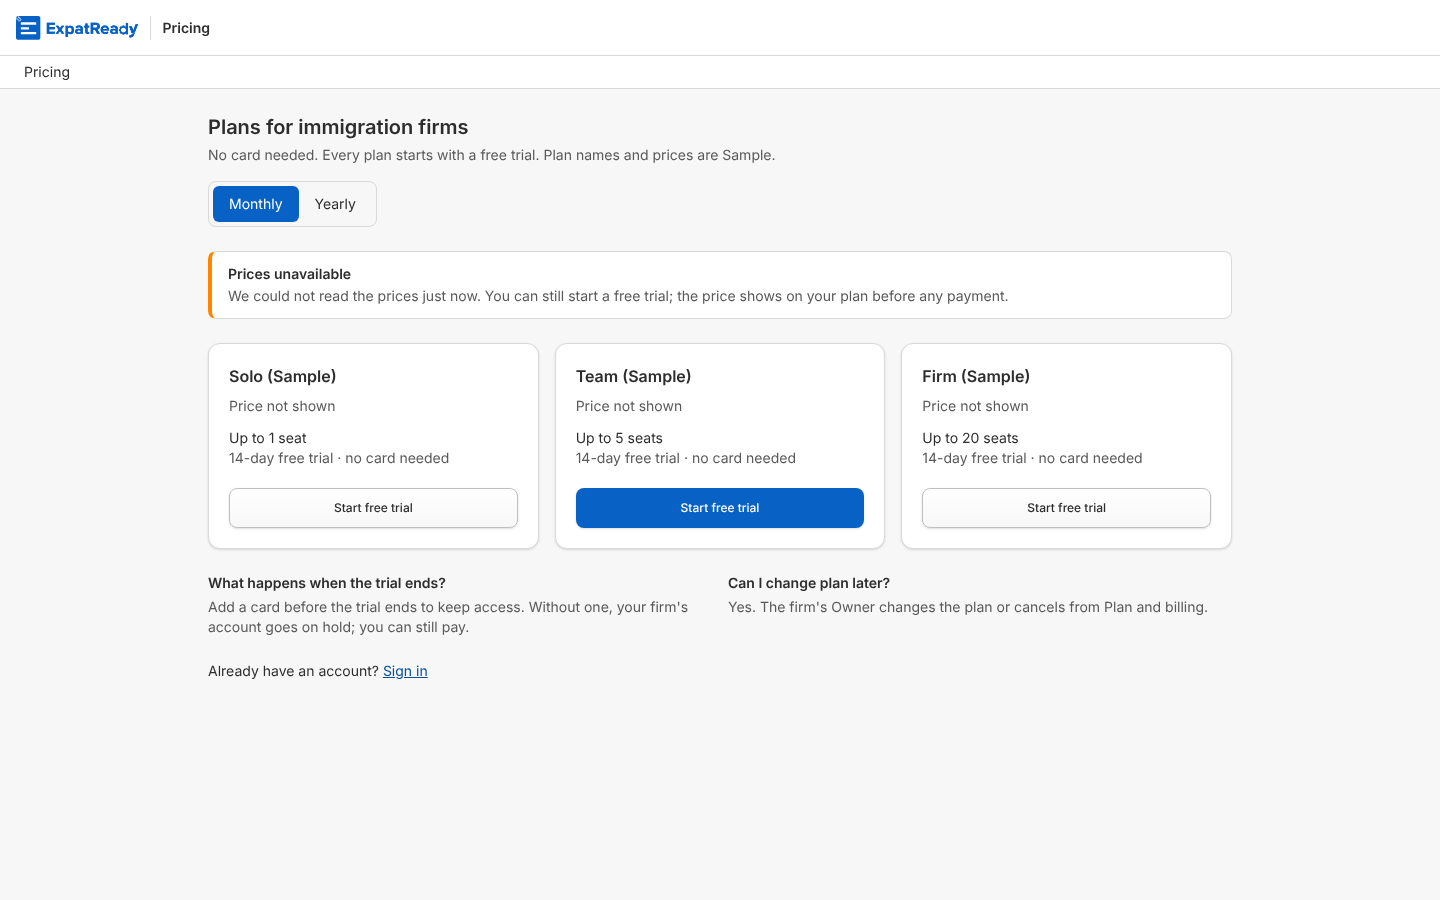 ExpatReady Pricing
Pricing
Plans for immigration firms
No card needed. Every plan starts with a free trial. Plan names and prices are Sample.
Monthly Yearly
Prices unavailable
We could not read the prices just now. You can still start a free trial; the price shows on your plan before any payment.
Solo (Sample)
Price not shown
Up to 1 seat
14-day free trial · no card needed
Start free trial
Team (Sample)
Price not shown
Up to 5 seats
14-day free trial · no card needed
Start free trial
Firm (Sample)
Price not shown
Up to 20 seats
14-day free trial · no card needed
Start free trial
What happens when the trial ends?
Add a card before the trial ends to keep access. Without one, your firm's
account goes on hold; you can still pay.
Can I change plan later?
Yes. The firm's Owner changes the plan or cancels from Plan and billing.
Already have an account? Sign in